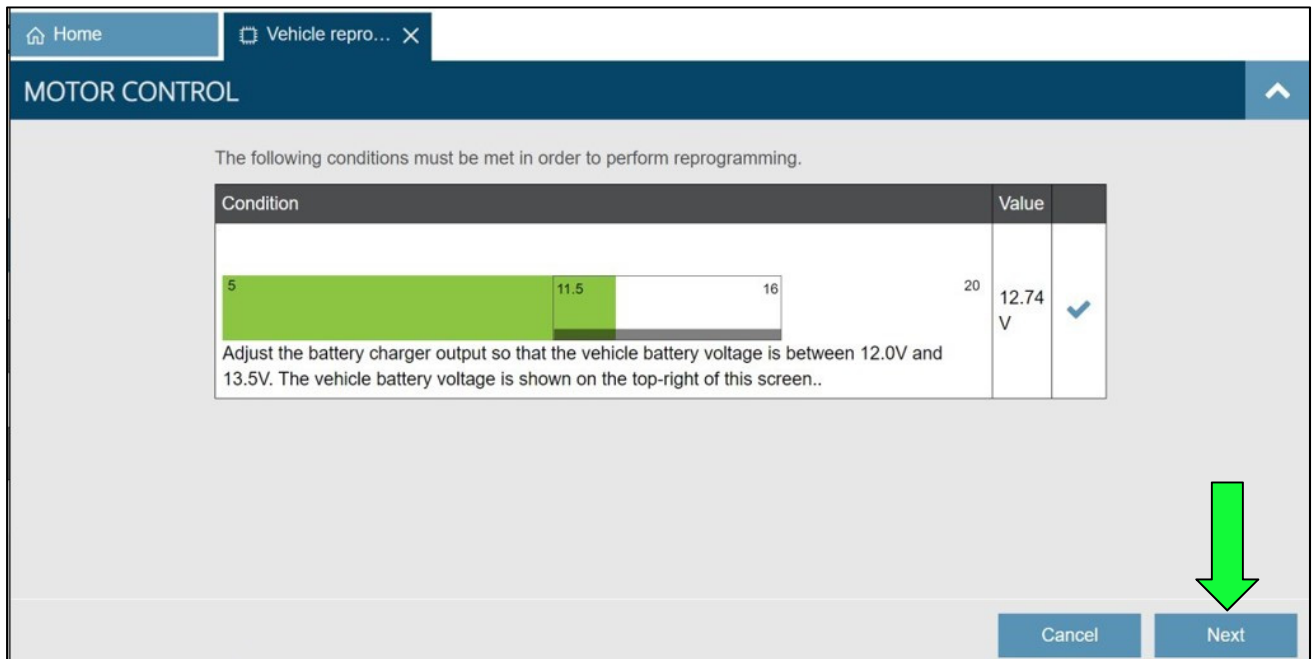 Home
Vehicle repro...
MOTOR CONTROL
The following conditions must be met in order to perform reprogramming.
Condition
Value
5
11.5
16
20
12.74
V
Adjust the battery charger output so that the vehicle battery voltage is between 12.0V and
13.5V. The vehicle battery voltage is shown on the top-right of this screen..
Cancel
Next